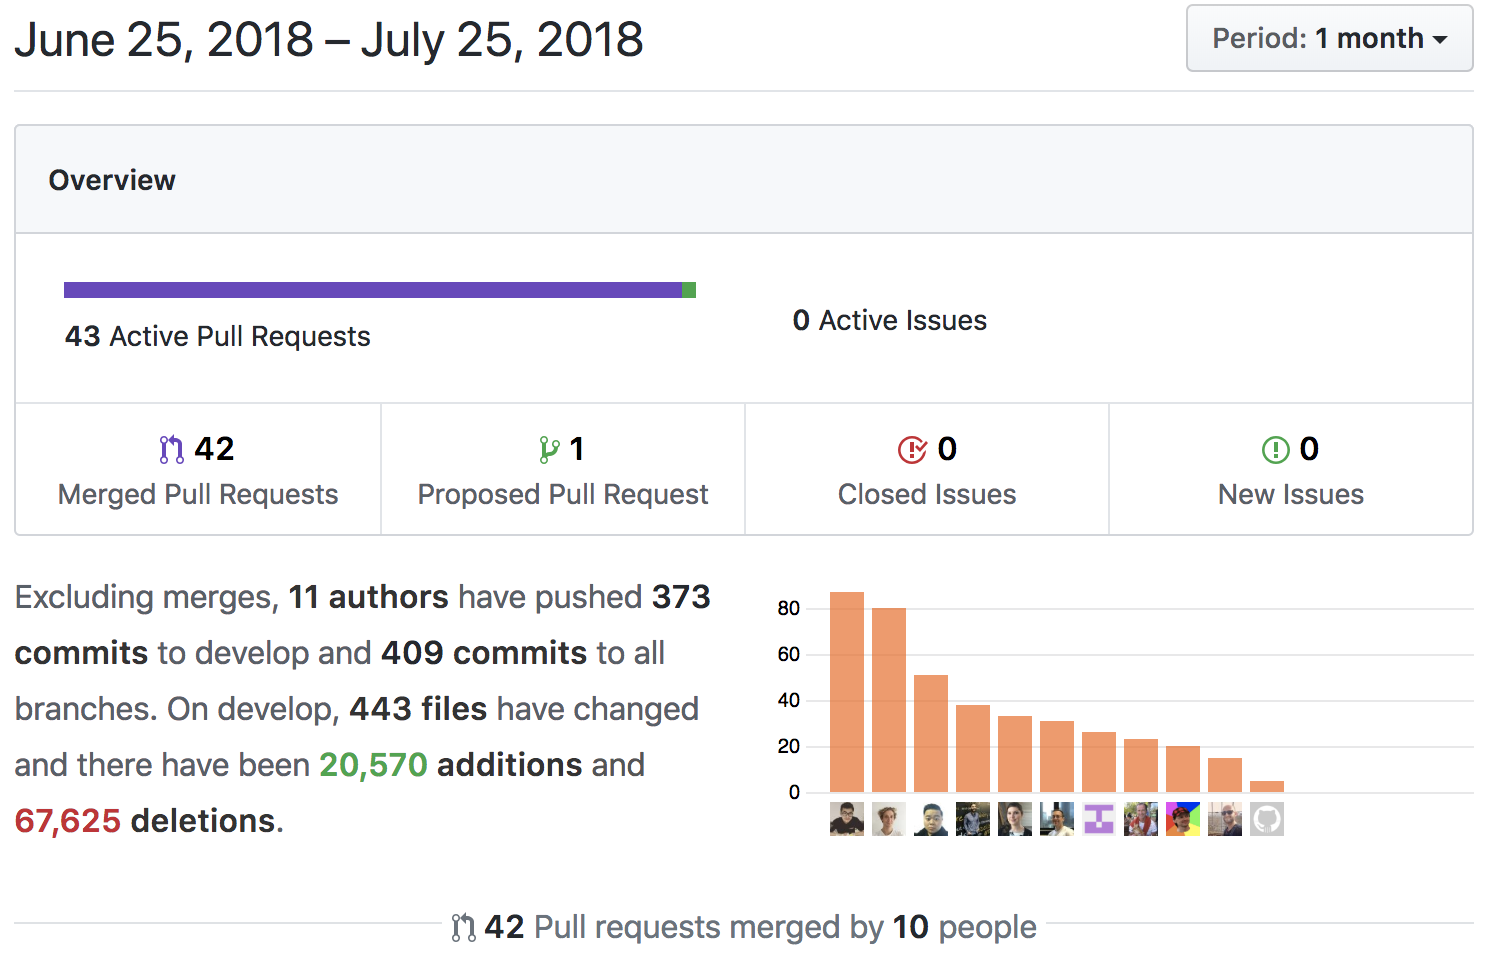 June 25, 2018 – July 25, 2018
Period: 1 month
Overview
43 Active Pull Requests
0 Active Issues
42
Merged Pull Requests
1
Proposed Pull Request
0
Closed Issues
0
New Issues
Excluding merges, 11 authors have pushed 373
commits to develop and 409 commits to all
branches. On develop, 443 files have changed
and there have been 20,570 additions and
67,625 deletions.
80
60
40
20
0
42 Pull requests merged by 10 people